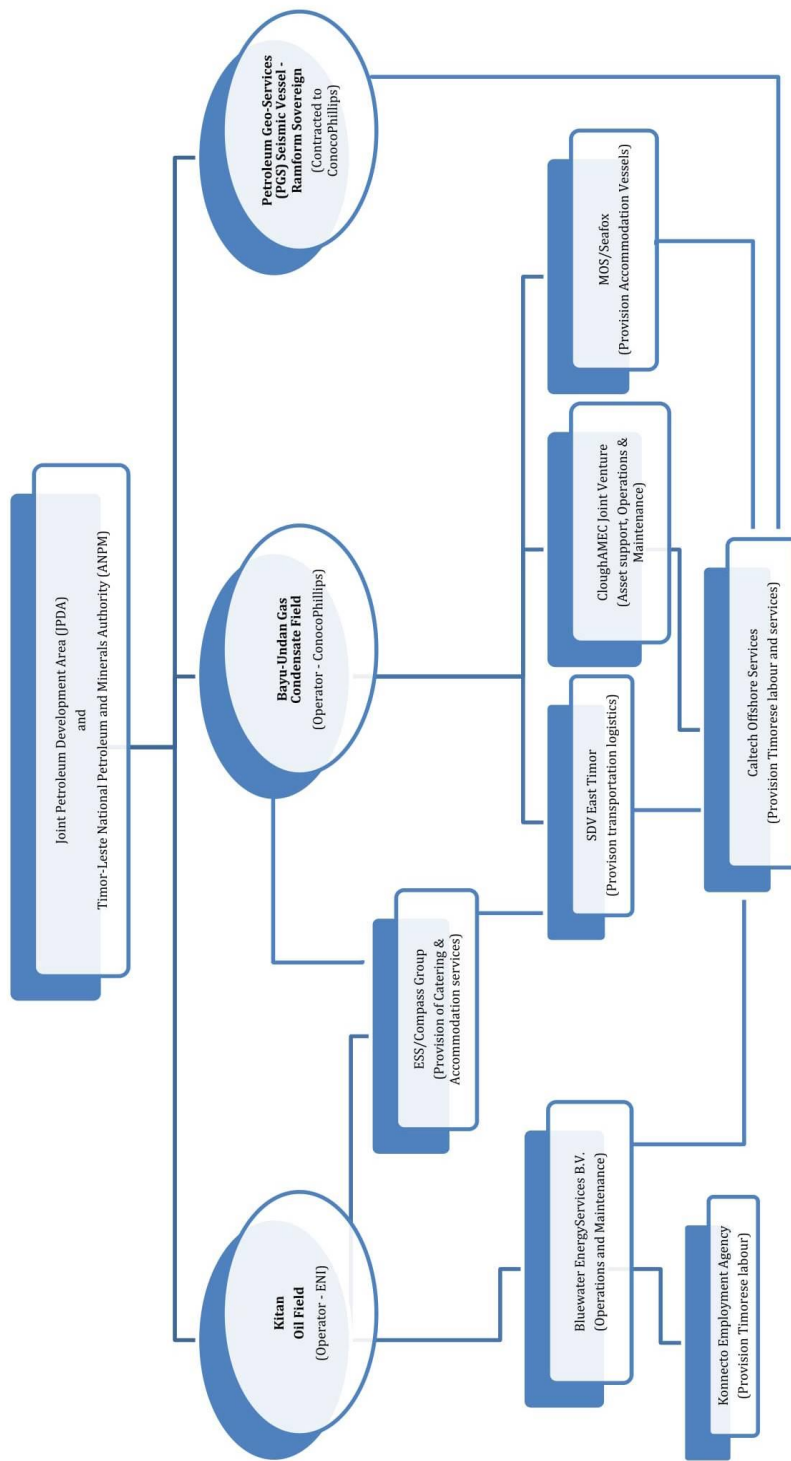 Joint Petroleum Development Area (JPDA)
and
Timor-Leste National Petroleum and Minerals Authority (ANPM)
Kitan
Oil Field
(Operator - ENI)
Bayu-Undan Gas
Condensate Field
(Operator - ConocoPhillips)
Petroleum Geo-Services
(PGS) Seismic Vessel -
Ramform Sovereign
(Contracted to
ConocoPhillips)
ESS/Compass Group
(Provision of Catering &
Accommodation services)
Bluewater EnergyServices B.V.
(Operations and Maintenance)
SDV East Timor
(Provison transportation logistics)
CloughAMEC Joint Venture
(Asset support, Operations &
Maintenance)
MOS/Seafox
(Provision Accommodation Vessels)
Konnecto Employment Agency
(Provision Timorese labour)
Caltech Offshore Services
(Provision Timorese labour and services)